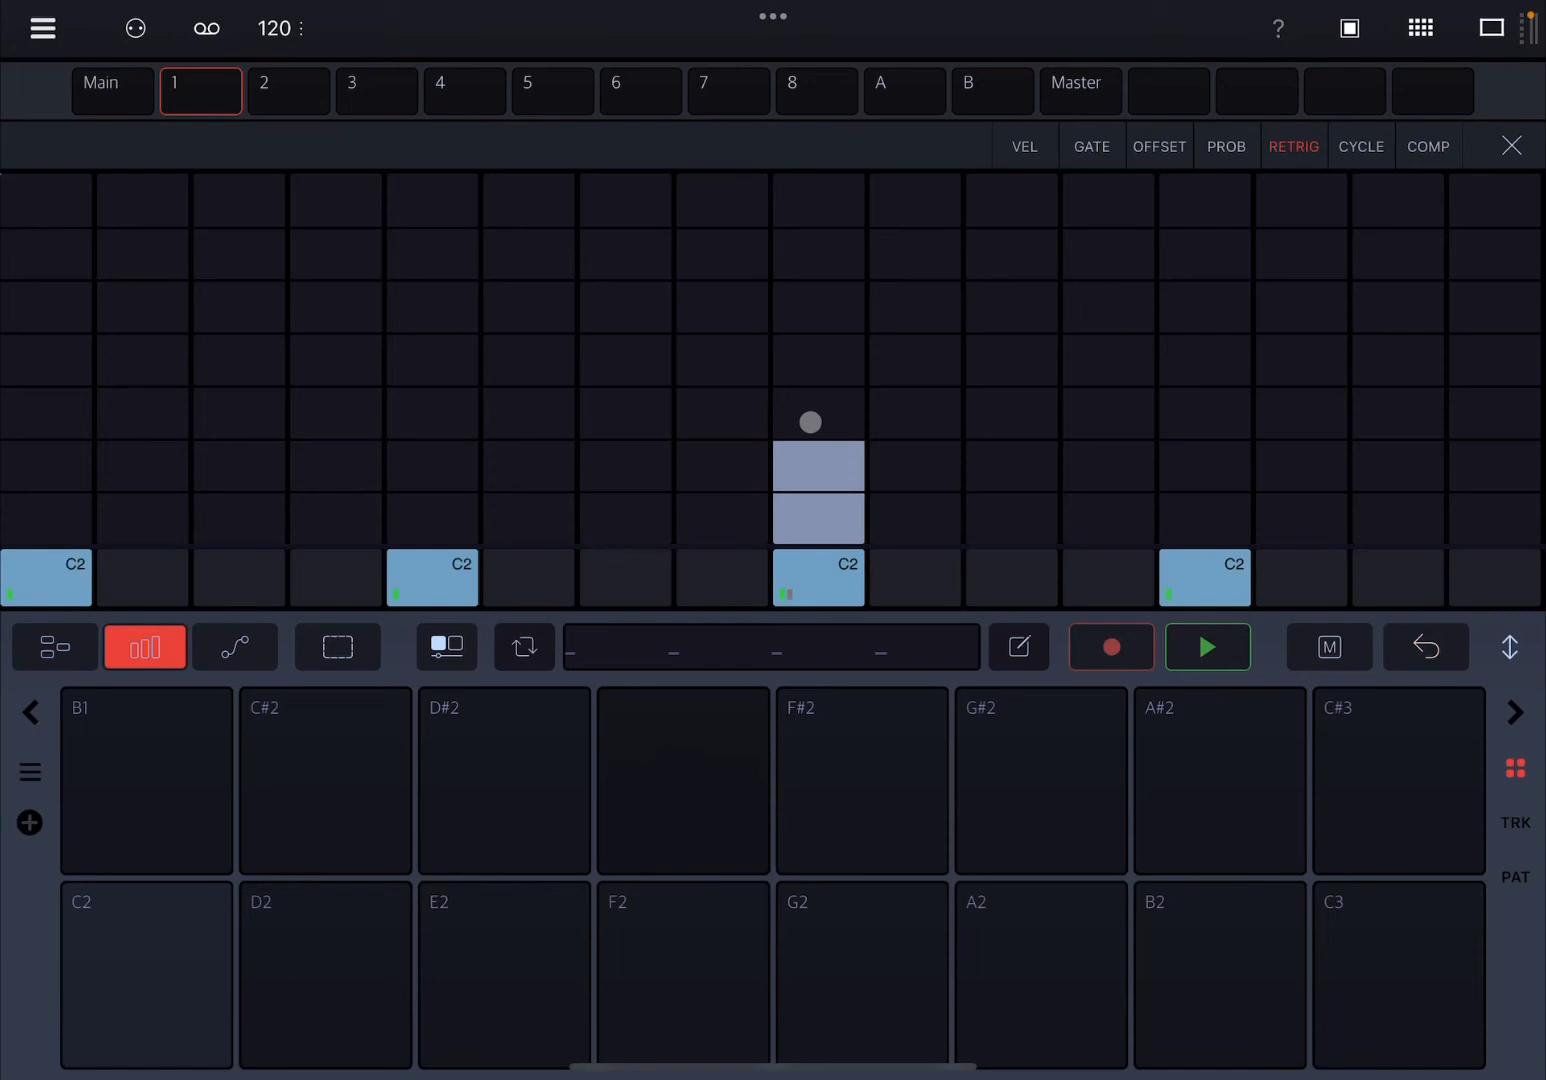 120
?
Main 1 2 3 4 5 6 7 8 A B Master
VEL GATE OFFSET PROB RETRIG CYCLE COMP
C2 C2 C2 C2
M
B1 C#2 D#2 F#2 G#2 A#2 C#3
TRK
PAT
C2 D2 E2 F2 G2 A2 B2 C3